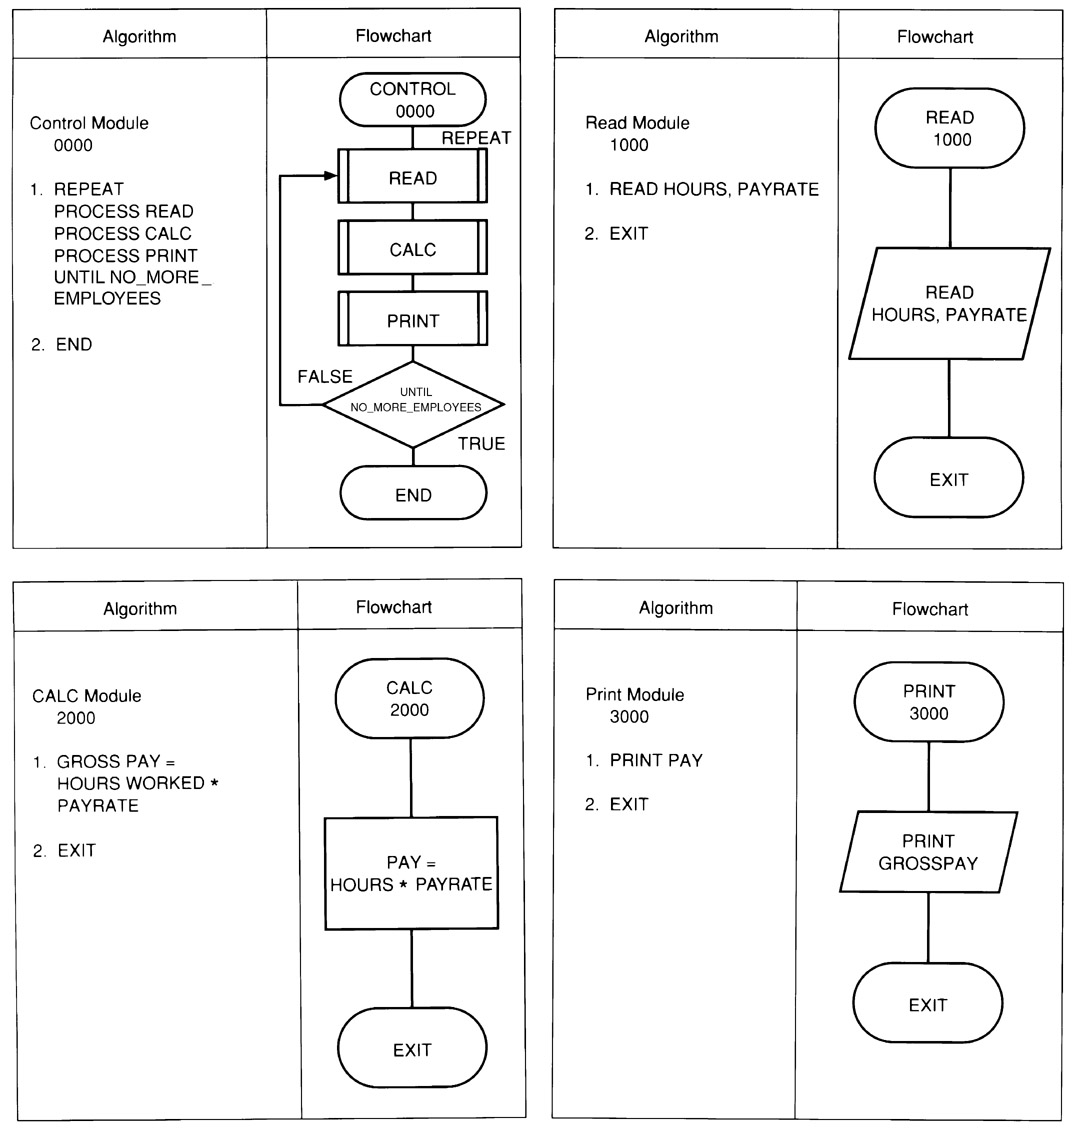 Algorithm
Flowchart
Control Module
0000
1. REPEAT
PROCESS READ
PROCESS CALC
PROCESS PRINT
UNTIL NO_MORE_
EMPLOYEES
2. END
CONTROL
0000
REPEAT
READ
CALC
PRINT
FALSE
UNTIL
NO_MORE_EMPLOYEES
TRUE
END
Algorithm
Flowchart
Read Module
1000
1. READ HOURS, PAYRATE
2. EXIT
READ
1000
READ
HOURS, PAYRATE
EXIT
Algorithm
Flowchart
CALC Module
2000
1. GROSS PAY =
HOURS WORKED *
PAYRATE
2. EXIT
CALC
2000
PAY =
HOURS * PAYRATE
EXIT
Algorithm
Flowchart
Print Module
3000
1. PRINT PAY
2. EXIT
PRINT
3000
PRINT
GROSSPAY
EXIT